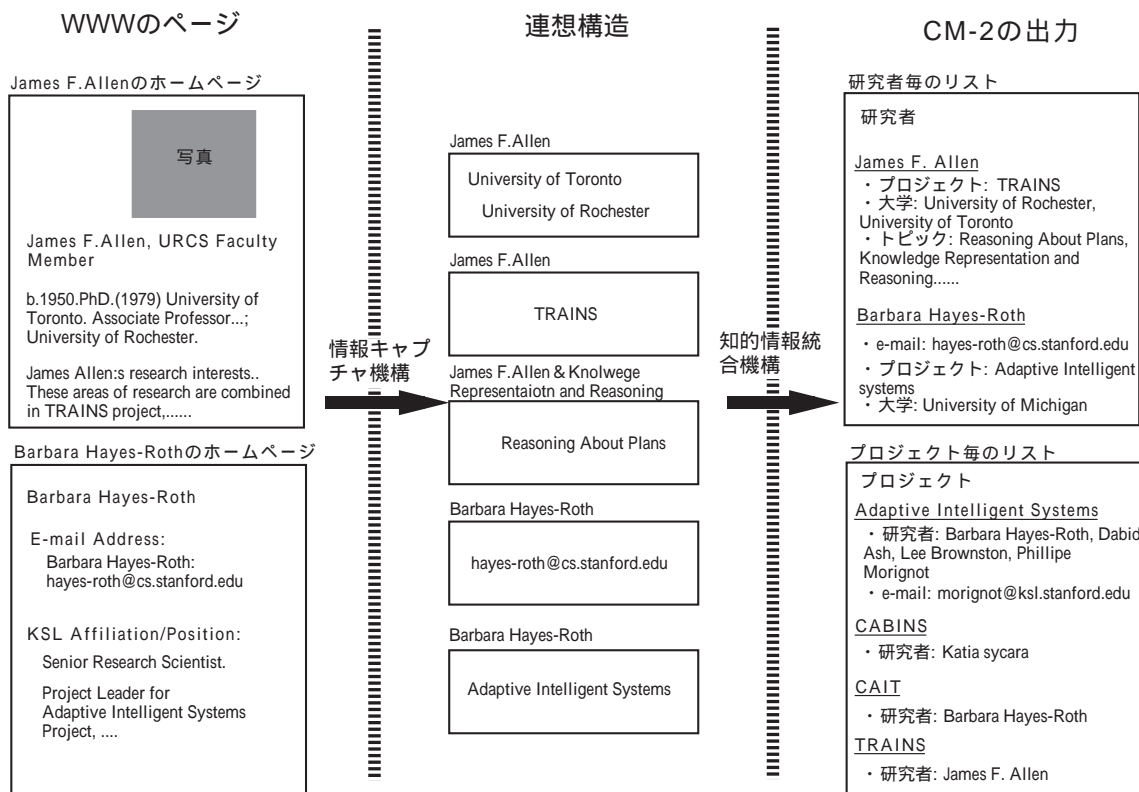 WWWのページ
James F.Allenのホームページ
写真
James F.Allen, URCS Faculty
Member
b.1950.PhD.(1979) University of
Toronto. Associate Professor...;
University of Rochester.
James Allen:s research interests..
These areas of research are combined
in TRAINS project,......
Barbara Hayes-Rothのホームページ
Barbara Hayes-Roth
E-mail Address:
Barbara Hayes-Roth:
hayes-roth@cs.stanford.edu
KSL Affiliation/Position:
Senior Research Scientist.
Project Leader for
Adaptive Intelligent Systems
Project, ....
情報キャプ
チャ機構
連想構造
James F.Allen
University of Toronto
University of Rochester
James F.Allen
TRAINS
James F.Allen & Knolwege
Representaiotn and Reasoning
Reasoning About Plans
Barbara Hayes-Roth
hayes-roth@cs.stanford.edu
Barbara Hayes-Roth
Adaptive Intelligent Systems
知的情報統
合機構
CM-2の出力
研究者毎のリスト
研究者
James F. Allen
・プロジェクト: TRAINS
・大学: University of Rochester,
University of Toronto
・トピック: Reasoning About Plans,
Knowledge Representation and
Reasoning......
Barbara Hayes-Roth
・e-mail: hayes-roth@cs.stanford.edu
・プロジェクト: Adaptive Intelligent
systems
・大学: University of Michigan
プロジェクト毎のリスト
プロジェクト
Adaptive Intelligent Systems
・研究者: Barbara Hayes-Roth, Dabid
Ash, Lee Brownston, Phillipe
Morignot
・e-mail: morignot@ksl.stanford.edu
CABINS
・研究者: Katia sycara
CAIT
・研究者: Barbara Hayes-Roth
TRAINS
・研究者: James F. Allen